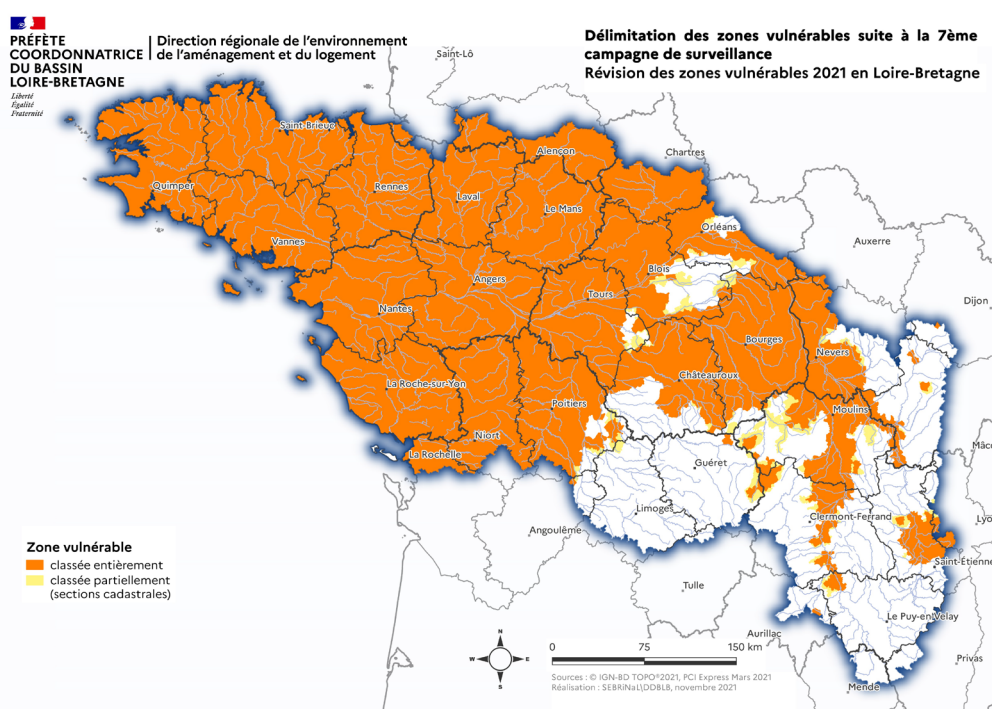 PRÉFÈTE
COORDONNATRICE
DU BASSIN
LOIRE-BRETAGNE
Liberté
Égalité
Fraternité
Direction régionale de l'environnement
de l'aménagement et du logement
Délimitation des zones vulnérables suite à la 7ème
campagne de surveillance
Révision des zones vulnérables 2021 en Loire-Bretagne
Saint-Lô
Saint-Brieuc
Alençon
Chartres
Quimper
Rennes
Laval
Le Mans
Orléans
Vannes
Auxerre
Blois
Angers
Tours
Dijon
Nantes
Bourges
Nevers
La Roche-sur-Yon
Châteauroux
Poitiers
Moulins
Niort
Mâco
La Rochelle
Guéret
Limoges
Clermont-Ferrand
Lyo
Angoulême
Saint-Étienne
Tulle
Le Puy-en-Velay
Aurillac
Privas
Mende
Zone vulnérable
classée entièrement
classée partiellement
(sections cadastrales)
N
W
E
S
0
75
150 km
Sources : © IGN-BD TOPO®2021, PCI Express Mars 2021
Réalisation : SEBRiNaL\DDBLB, novembre 2021